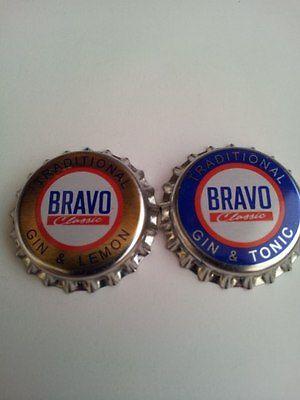 TRADITIONAL
BRAVO
Classic
GIN & LEMON
TRADITIONAL
BRAVO
Classic
GIN & TONIC